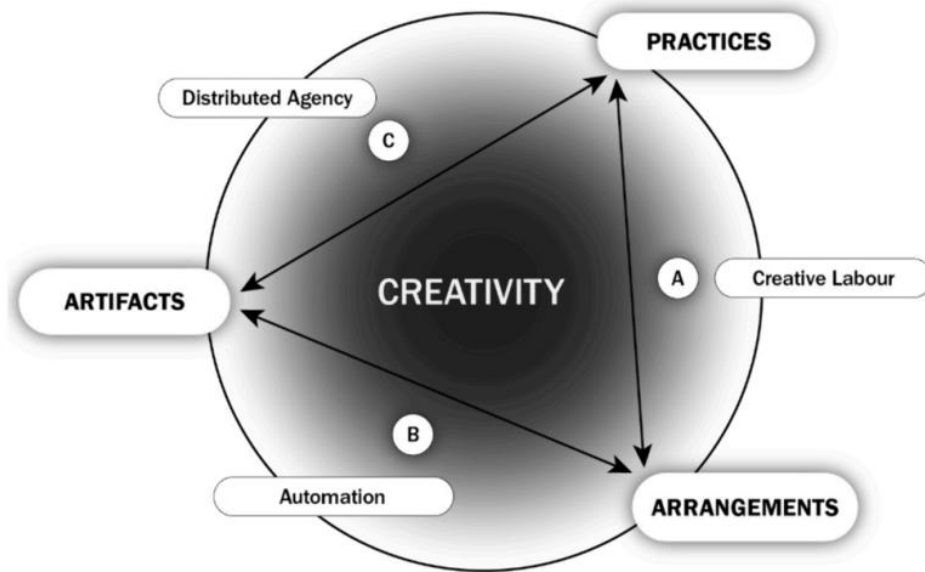 PRACTICES
Distributed Agency
C
A
Creative Labour
CREATIVITY
ARTIFACTS
B
Automation
ARRANGEMENTS